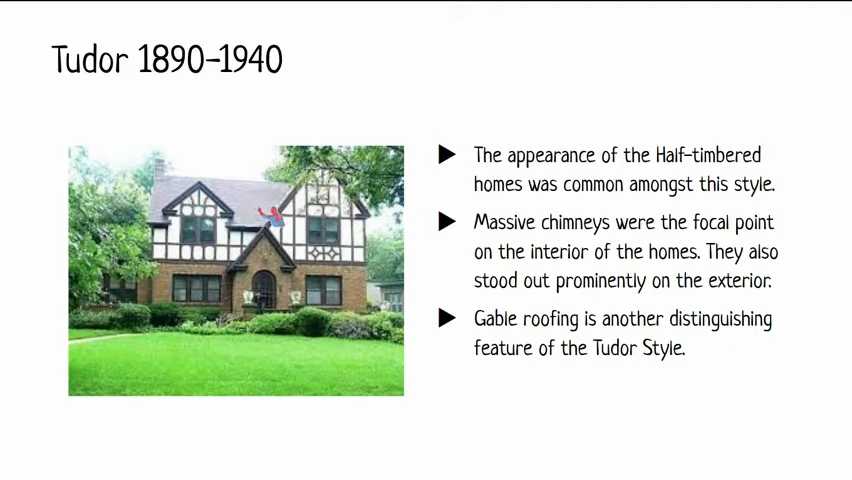 Tudor 1890-1940
The appearance of the Half-timbered
homes was common amongst this style.
Massive chimneys were the focal point
on the interior of the homes. They also
stood out prominently on the exterior.
Gable roofing is another distinguishing
feature of the Tudor Style.